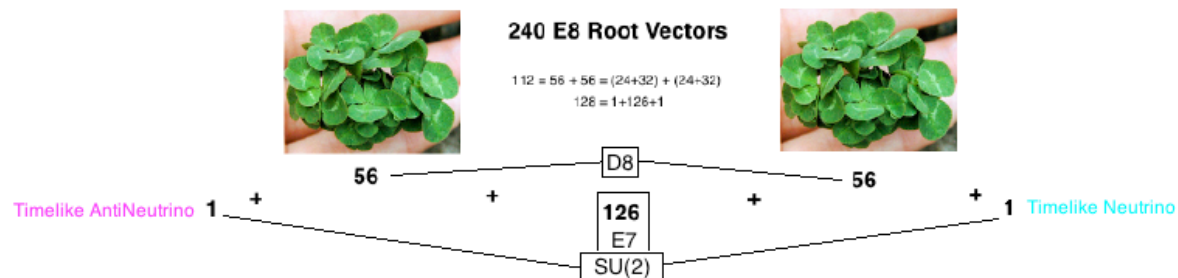 240 E8 Root Vectors
112 = 56 + 56 = (24+32) + (24+32)
128 = 1+126+1
D8
56
56
+
+
+
+
Timelike AntiNeutrino 1
126
1 Timelike Neutrino
E7
SU(2)